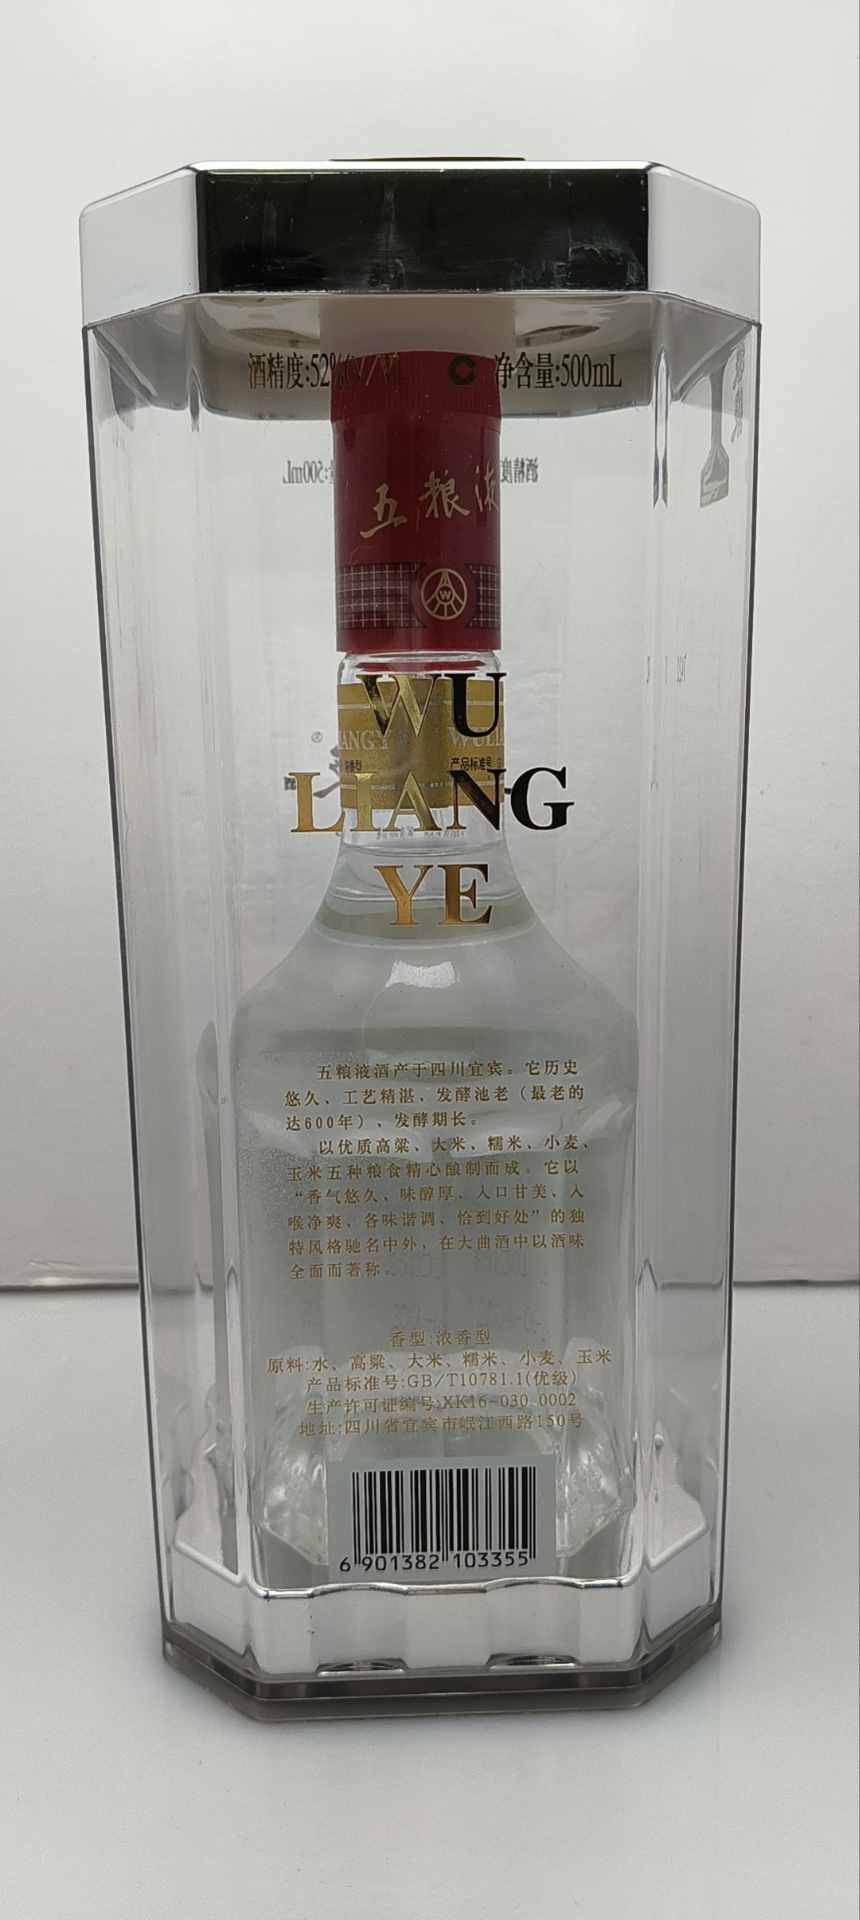 酒精度:52%(V/V) 净含量:500mL
五粮液
W
WU
LIANG
YE
产品标准号
五粮液酒产于四川宜宾。它历史
悠久、工艺精湛、发酵池老（最老的
达600年）、发酵期长。
以优质高粱、大米、糯米、小麦、
玉米五种粮食精心酿制而成。它以
“香气悠久、味醇厚、入口甘美、入
喉净爽、各味谐调、恰到好处”的独
特风格驰名中外，在大曲酒中以酒味
全面而著称。
香型:浓香型
原料:水、高粱、大米、糯米、小麦、玉米
产品标准号:GB/T10781.1(优级)
生产许可证编号:XK16-030 0002
地址:四川省宜宾市岷江西路150号
6 901382 103355